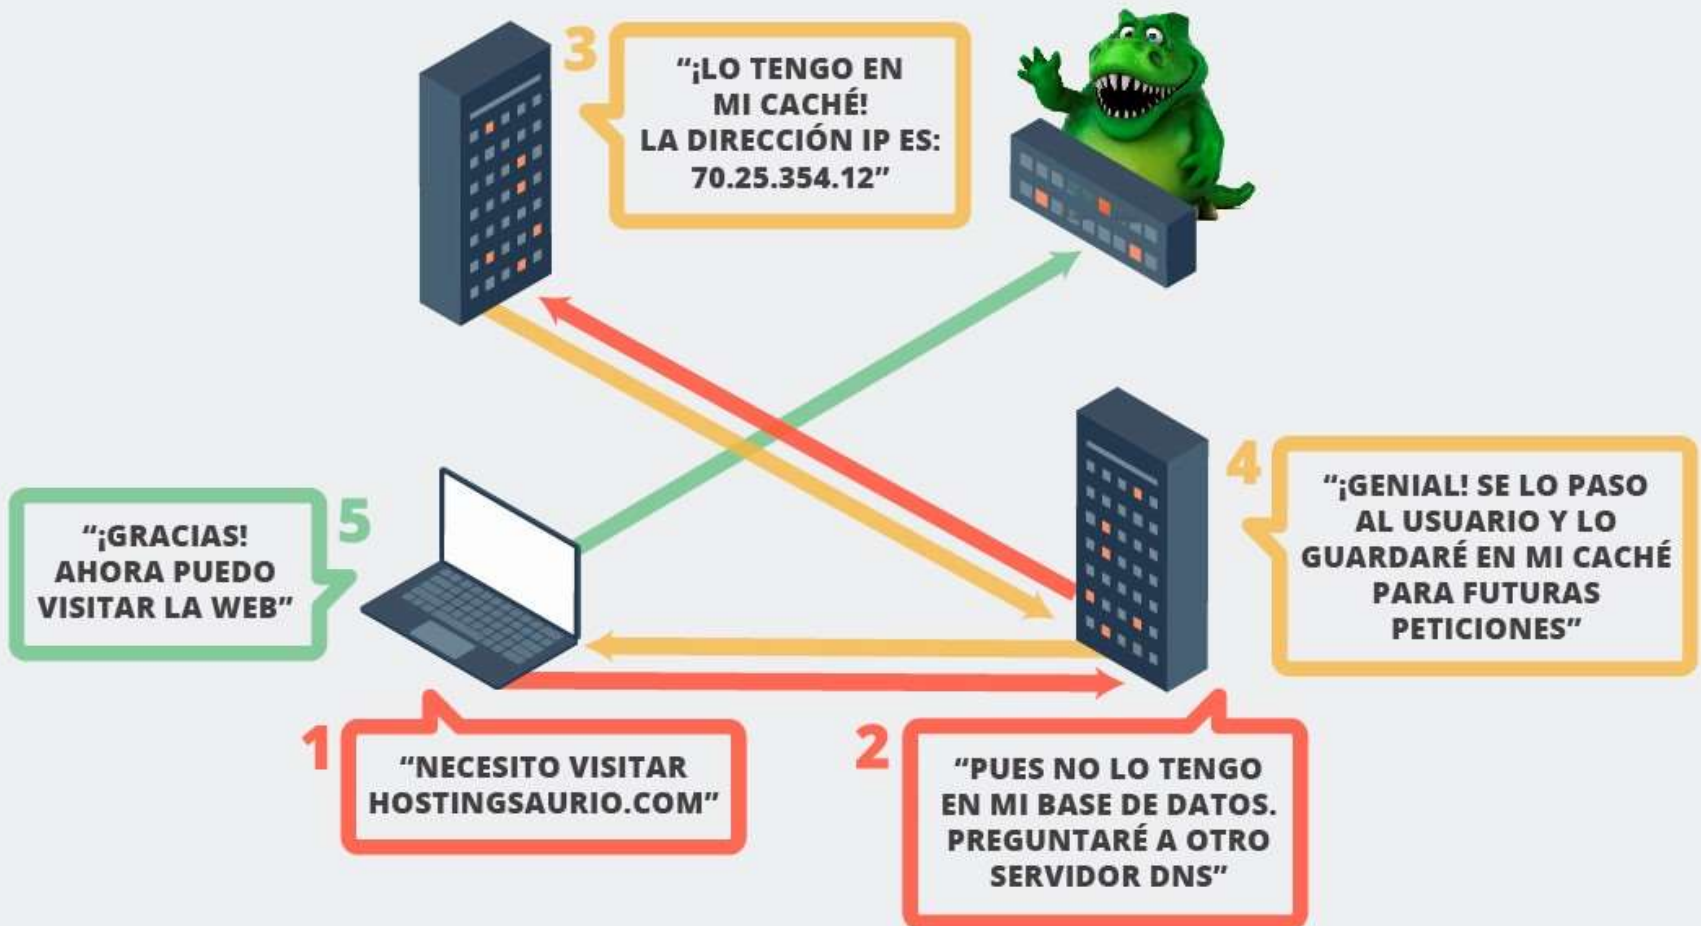 3
“¡LO TENGO EN
MI CACHÉ!
LA DIRECCIÓN IP ES:
70.25.354.12”
4
“¡GENIAL! SE LO PASO
AL USUARIO Y LO
GUARDARÉ EN MI CACHÉ
PARA FUTURAS
PETICIONES”
5
“¡GRACIAS!
AHORA PUEDO
VISITAR LA WEB”
1
“NECESITO VISITAR
HOSTINGSAURIO.COM”
2
“PUES NO LO TENGO
EN MI BASE DE DATOS.
PREGUNTARÉ A OTRO
SERVIDOR DNS”